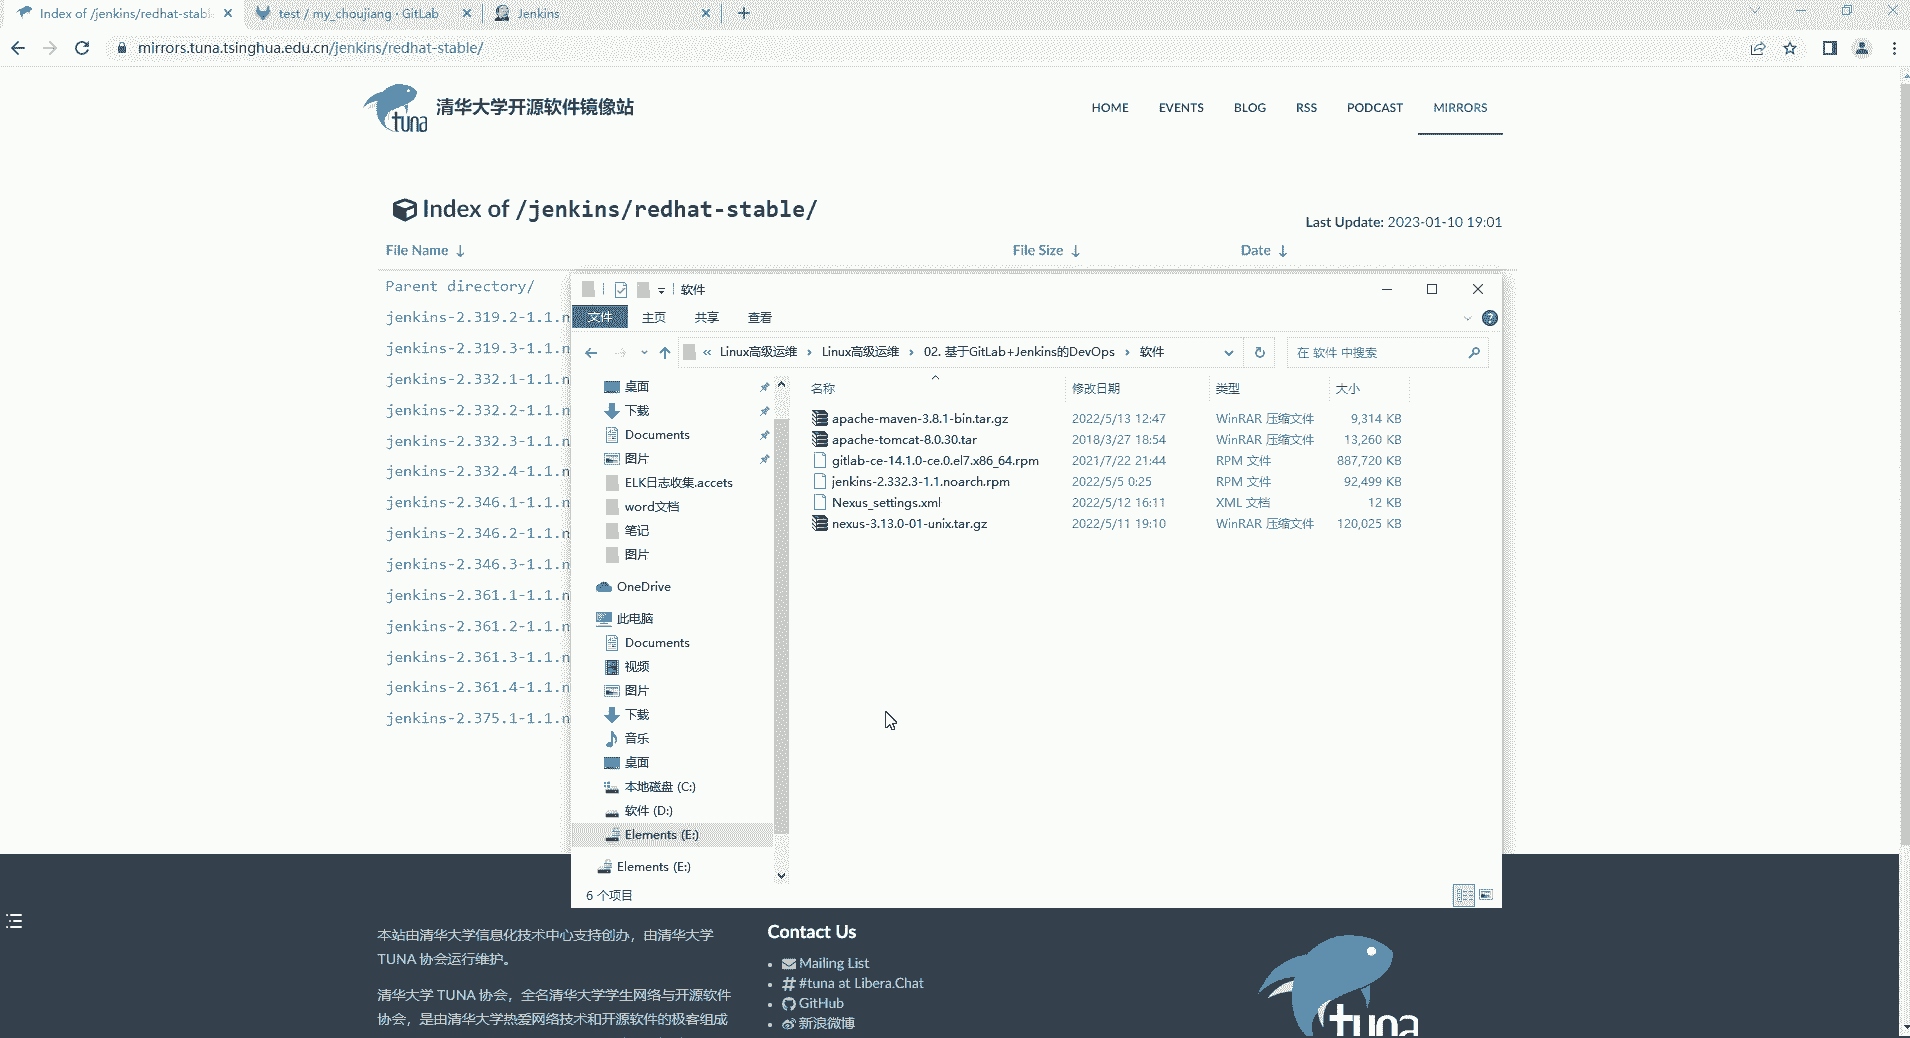 Index of /jenkins/redhat-stabl
test / my_choujiang · GitLab
Jenkins
mirrors.tuna.tsinghua.edu.cn/jenkins/redhat-stable/
tuna 清华大学开源软件镜像站
HOME EVENTS BLOG RSS PODCAST MIRRORS
Index of /jenkins/redhat-stable/
Last Update: 2023-01-10 19:01
File Name ↓ File Size ↓ Date ↓
Parent directory/
jenkins-2.319.2-1.1.n
jenkins-2.319.3-1.1.n
jenkins-2.332.1-1.1.n
jenkins-2.332.2-1.1.n
jenkins-2.332.3-1.1.n
jenkins-2.332.4-1.1.n
jenkins-2.346.1-1.1.n
jenkins-2.346.2-1.1.n
jenkins-2.346.3-1.1.n
jenkins-2.361.1-1.1.n
jenkins-2.361.2-1.1.n
jenkins-2.361.3-1.1.n
jenkins-2.361.4-1.1.n
jenkins-2.375.1-1.1.n
软件
文件 主页 共享 查看
« Linux高级运维 › Linux高级运维 › 02. 基于GitLab+Jenkins的DevOps › 软件
在 软件 中搜索
桌面
下载
Documents
图片
ELK日志收集.accets
word文档
笔记
图片
OneDrive
此电脑
Documents
视频
图片
下载
音乐
桌面
本地磁盘 (C:)
软件 (D:)
Elements (E:)
Elements (E:)
名称 修改日期 类型 大小
apache-maven-3.8.1-bin.tar.gz 2022/5/13 12:47 WinRAR 压缩文件 9,314 KB
apache-tomcat-8.0.30.tar 2018/3/27 18:54 WinRAR 压缩文件 13,260 KB
gitlab-ce-14.1.0-ce.0.el7.x86_64.rpm 2021/7/22 21:44 RPM 文件 887,720 KB
jenkins-2.332.3-1.1.noarch.rpm 2022/5/5 0:25 RPM 文件 92,499 KB
Nexus_settings.xml 2022/5/12 16:11 XML 文档 12 KB
nexus-3.13.0-01-unix.tar.gz 2022/5/11 19:10 WinRAR 压缩文件 120,025 KB
6 个项目
本站由清华大学信息化技术中心支持创办，由清华大学
TUNA 协会运行维护。
清华大学 TUNA 协会，全名清华大学学生网络与开源软件
协会，是由清华大学热爱网络技术和开源软件的极客组成
Contact Us
Mailing List
#tuna at Libera.Chat
GitHub
新浪微博
tuna